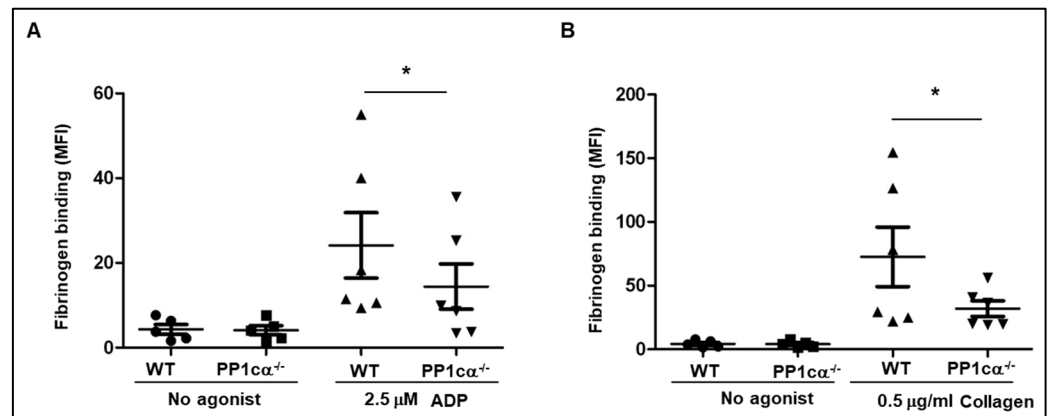 A
Fibrinogen binding (MFI)
60
40
20
0
*
WT PP1cα-/- WT PP1cα-/-
No agonist 2.5 μM ADP
B
Fibrinogen binding (MFI)
200
150
100
50
0
*
WT PP1cα-/- WT PP1cα-/-
No agonist 0.5 μg/ml Collagen